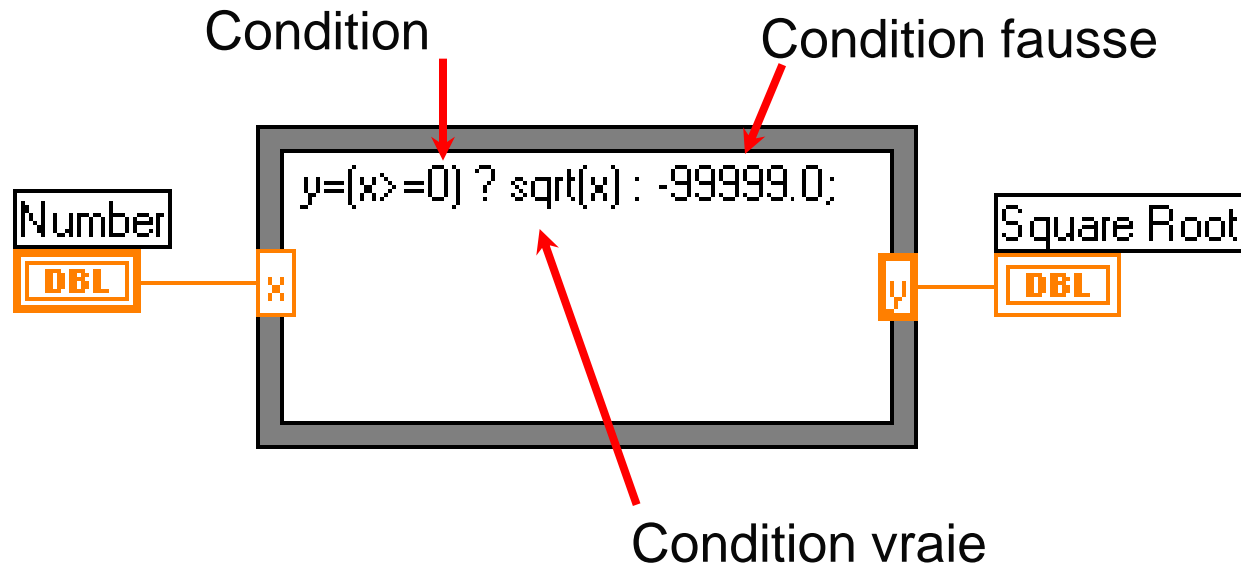 Condition
Condition fausse
y=(x>=0) ? sqrt(x) : -99999.0;
Number
Square Root
DBL
x
y
DBL
Condition vraie